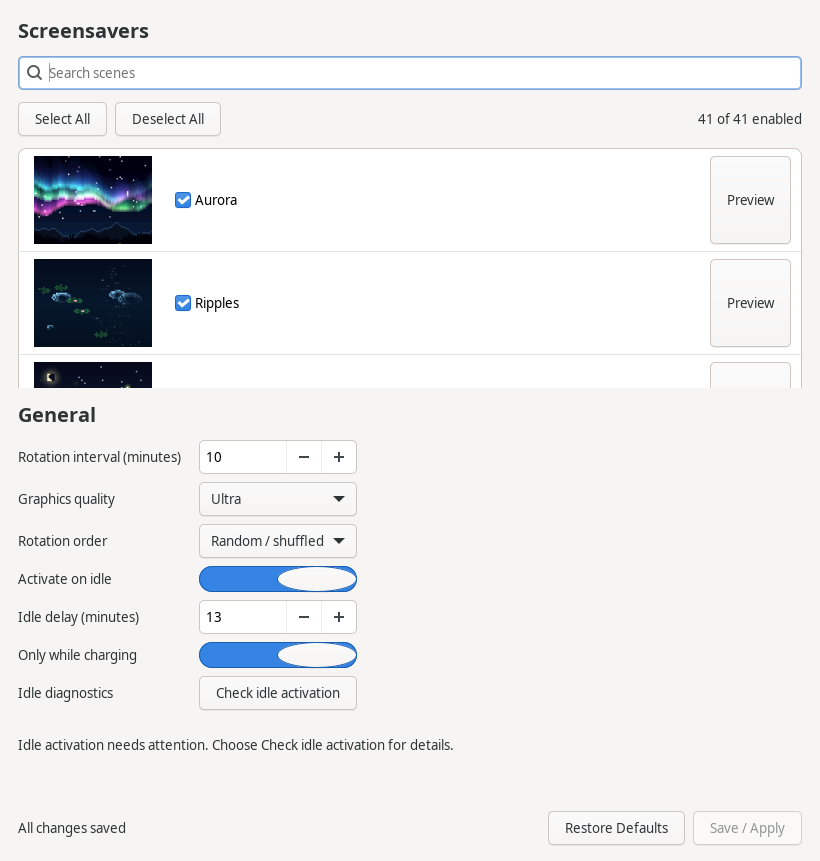 Screensavers
Search scenes
Select All Deselect All 41 of 41 enabled
Aurora Preview
Ripples Preview
General
Rotation interval (minutes) 10 − +
Graphics quality Ultra
Rotation order Random / shuffled
Activate on idle
Idle delay (minutes) 13 − +
Only while charging
Idle diagnostics Check idle activation
Idle activation needs attention. Choose Check idle activation for details.
All changes saved Restore Defaults Save / Apply